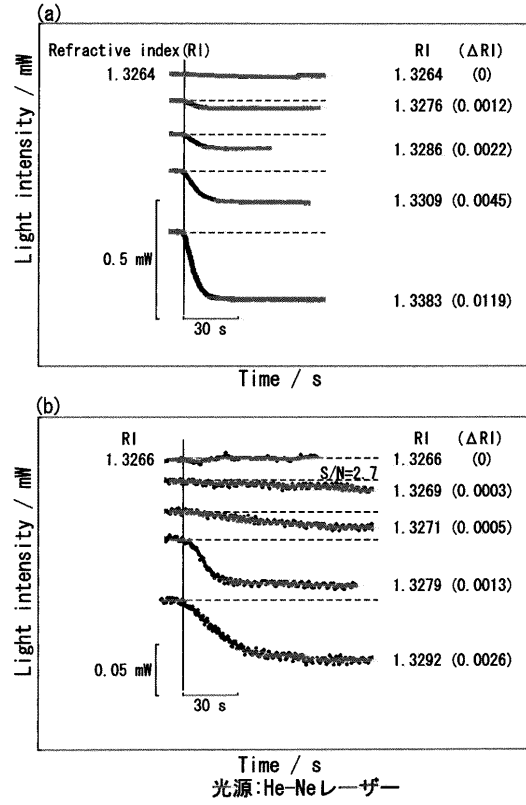 (a)
Refractive index(RI) RI (ΔRI)
1.3264 1.3264 (0)
1.3276 (0.0012)
1.3286 (0.0022)
1.3309 (0.0045)
0.5 mW
1.3383 (0.0119)
30 s
Light intensity / mW
Time / s
(b)
RI RI (ΔRI)
1.3266 1.3266 (0)
S/N=2.7
1.3269 (0.0003)
1.3271 (0.0005)
1.3279 (0.0013)
1.3292 (0.0026)
0.05 mW
30 s
Light intensity / mW
Time / s
光源:He-Neレーザー